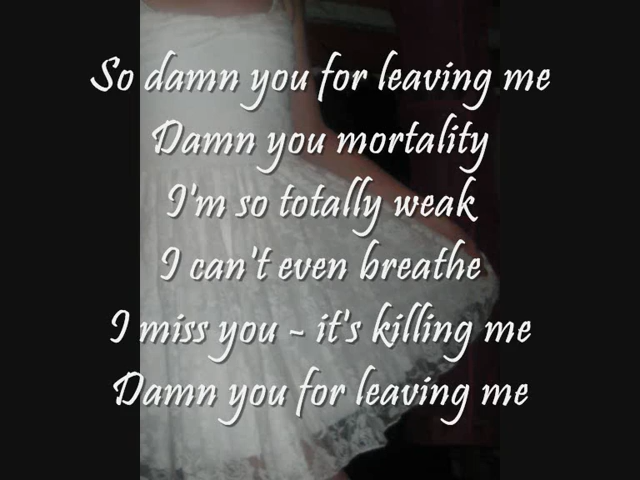 So damn you for leaving me
Damn you mortality
I'm so totally weak
I can't even breathe
I miss you - it's killing me
Damn you for leaving me